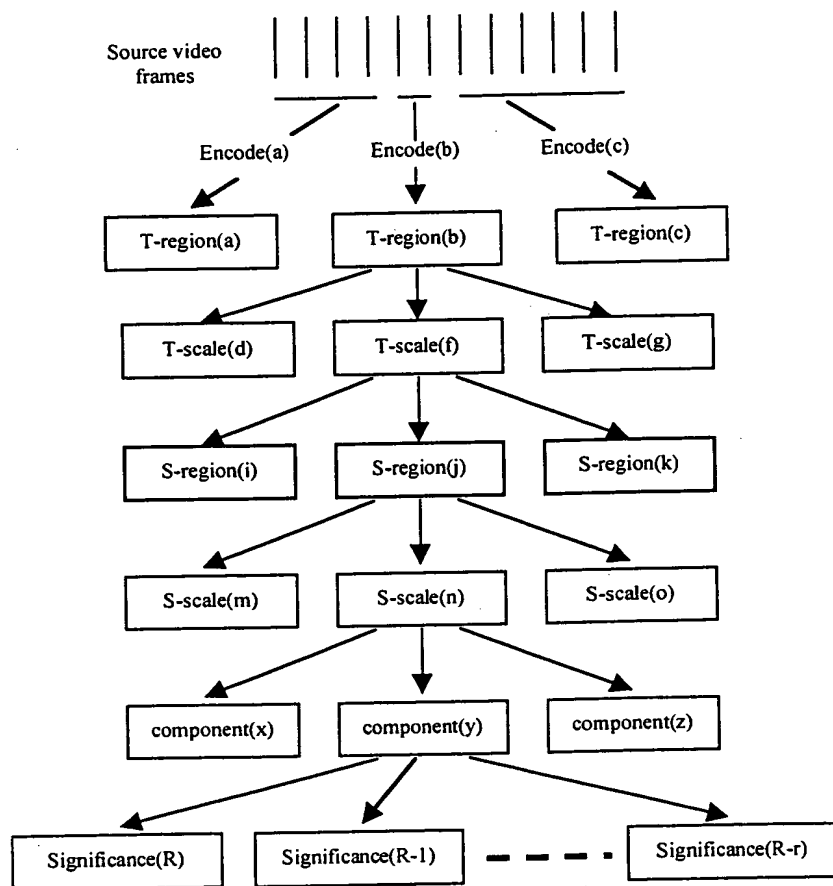 Source video
frames
Encode(a)
Encode(b)
Encode(c)
T-region(a)
T-region(b)
T-region(c)
T-scale(d)
T-scale(f)
T-scale(g)
S-region(i)
S-region(j)
S-region(k)
S-scale(m)
S-scale(n)
S-scale(o)
component(x)
component(y)
component(z)
Significance(R)
Significance(R-1)
Significance(R-r)